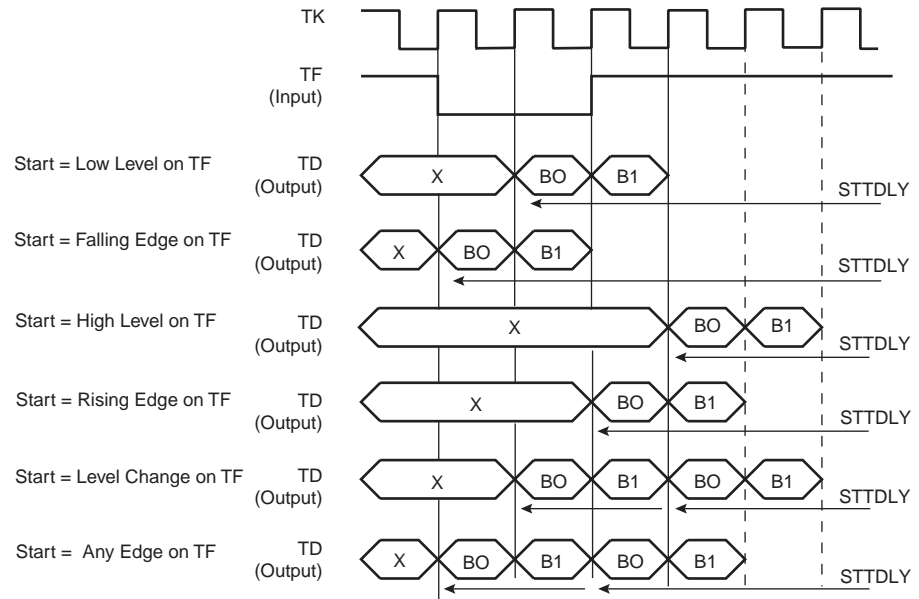 TK
TF
(Input)
Start = Low Level on TF
TD
(Output)
X
BO
B1
STTDLY
Start = Falling Edge on TF
TD
(Output)
X
BO
B1
STTDLY
Start = High Level on TF
TD
(Output)
X
BO
B1
STTDLY
Start = Rising Edge on TF
TD
(Output)
X
BO
B1
STTDLY
Start = Level Change on TF
TD
(Output)
X
BO
B1
BO
B1
STTDLY
Start = Any Edge on TF
TD
(Output)
X
BO
B1
BO
B1
STTDLY